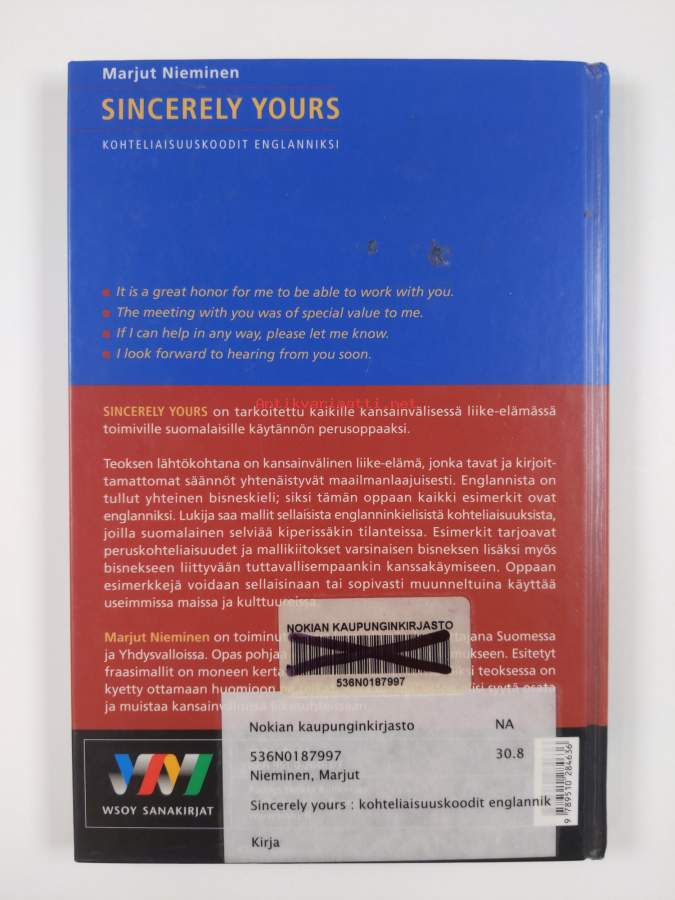 Marjut Nieminen
SINCERELY YOURS
KOHTELIAISUUSKOODIT ENGLANNIKSI
It is a great honor for me to be able to work with you.
The meeting with you was of special value to me.
If I can help in any way, please let me know.
I look forward to hearing from you soon.
Antikvariaatti.net
SINCERELY YOURS on tarkoitettu kaikille kansainvälisessä liike-elämässä
toimiville suomalaisille käytännön perusoppaaksi.
Teoksen lähtökohtana on kansainvälinen liike-elämä, jonka tavat ja kirjoit-
tamattomat säännöt yhtenäistyvät maailmanlaajuisesti. Englannista on
tullut yhteinen bisneskieli; siksi tämän oppaan kaikki esimerkit ovat
englanniksi. Lukija saa mallit sellaisista englanninkielisistä kohteliaisuuksista,
joilla suomalainen selviää kiperissäkin tilanteissa. Esimerkit tarjoavat
peruskohteliaisuudet ja mallikiitokset varsinaisen bisneksen lisäksi myös
bisnekseen liittyvään tuttavallisempaankin kanssakäymiseen. Oppaan
esimerkkejä voidaan sellaisinaan tai sopivasti muunneltuina käyttää
useimmissa maissa ja kulttuureissa.
NOKIAN KAUPUNGINKIRJASTO
536N0187997
Marjut Nieminen on Suomessa
ja Yhdysvalloissa. Opas
fraasimallit on moneen teoksessa on
kyetty ottamaan huomioon
ja muistaa
WSOY SANAKIRJAT
Nokian kaupunginkirjasto NA
536N0187997 30.8
Nieminen, Marjut
Sincerely yours : kohteliaisuuskoodit englannik
Kirja
9 789510 284636